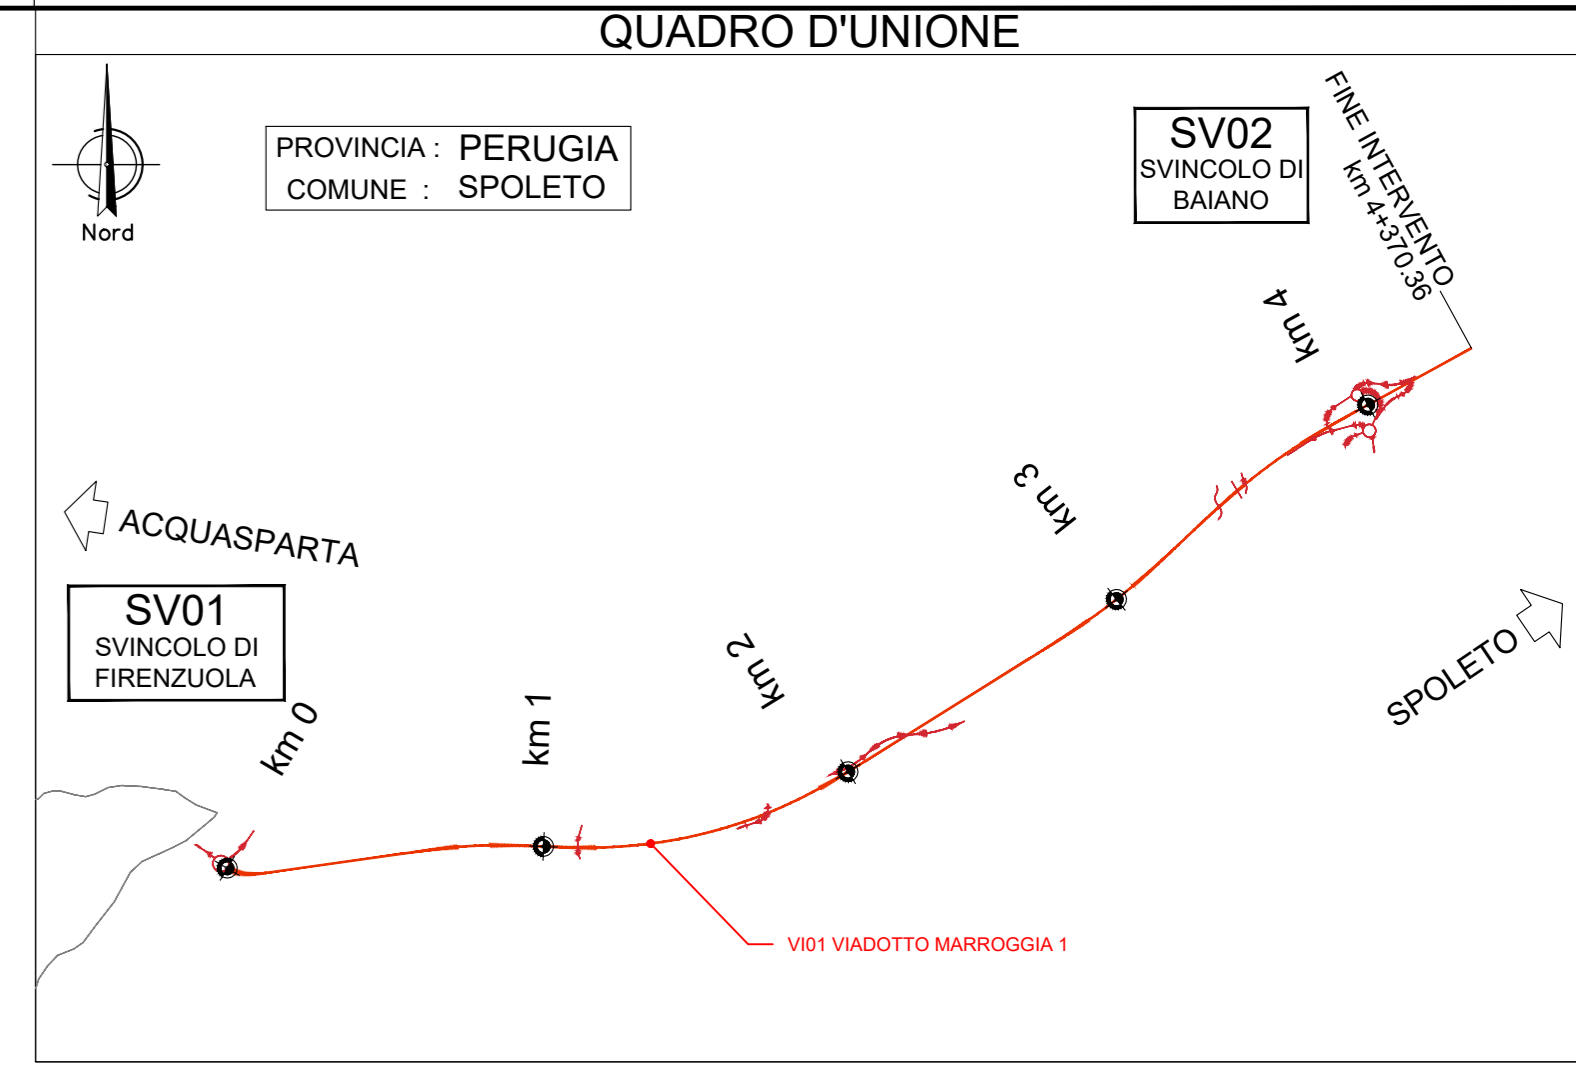 QUADRO D'UNIONE
Nord
PROVINCIA : PERUGIA
COMUNE : SPOLETO
SV02
SVINCOLO DI
BAIANO
FINE INTERVENTO
km 4+370.36
km 4
km 3
ACQUASPARTA
SV01
SVINCOLO DI
FIRENZUOLA
km 0
km 1
km 2
SPOLETO
VI01 VIADOTTO MARROGGIA 1